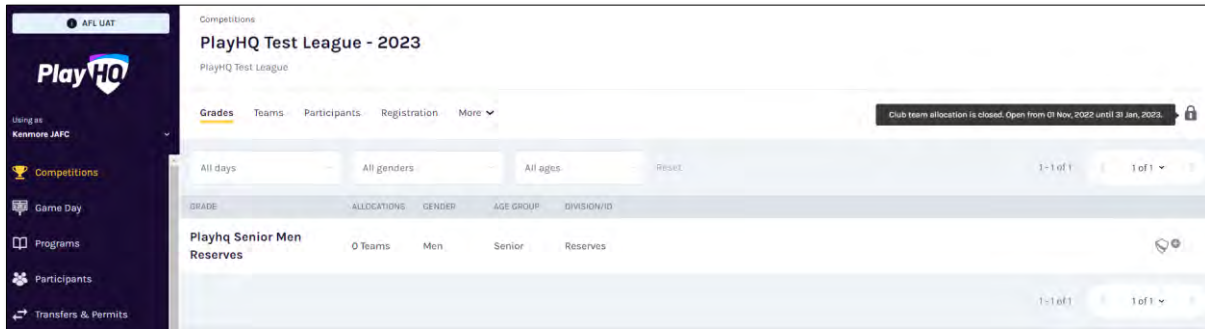 AFL UAT
PlayHQ
Using as
Kenmore JAFC
Competitions
Game Day
Programs
Participants
Transfers & Permits
Competitions
PlayHQ Test League - 2023
PlayHQ Test League
Grades Teams Participants Registration More
Club team allocation is closed. Open from 01 Nov, 2022 until 31 Jan, 2023.
All days All genders All ages Reset 1-1 of 1 1 of 1
GRADE ALLOCATIONS GENDER AGE GROUP DIVISION/ID
Playhq Senior Men
Reserves
0 Teams Men Senior Reserves
1-1 of 1 1 of 1